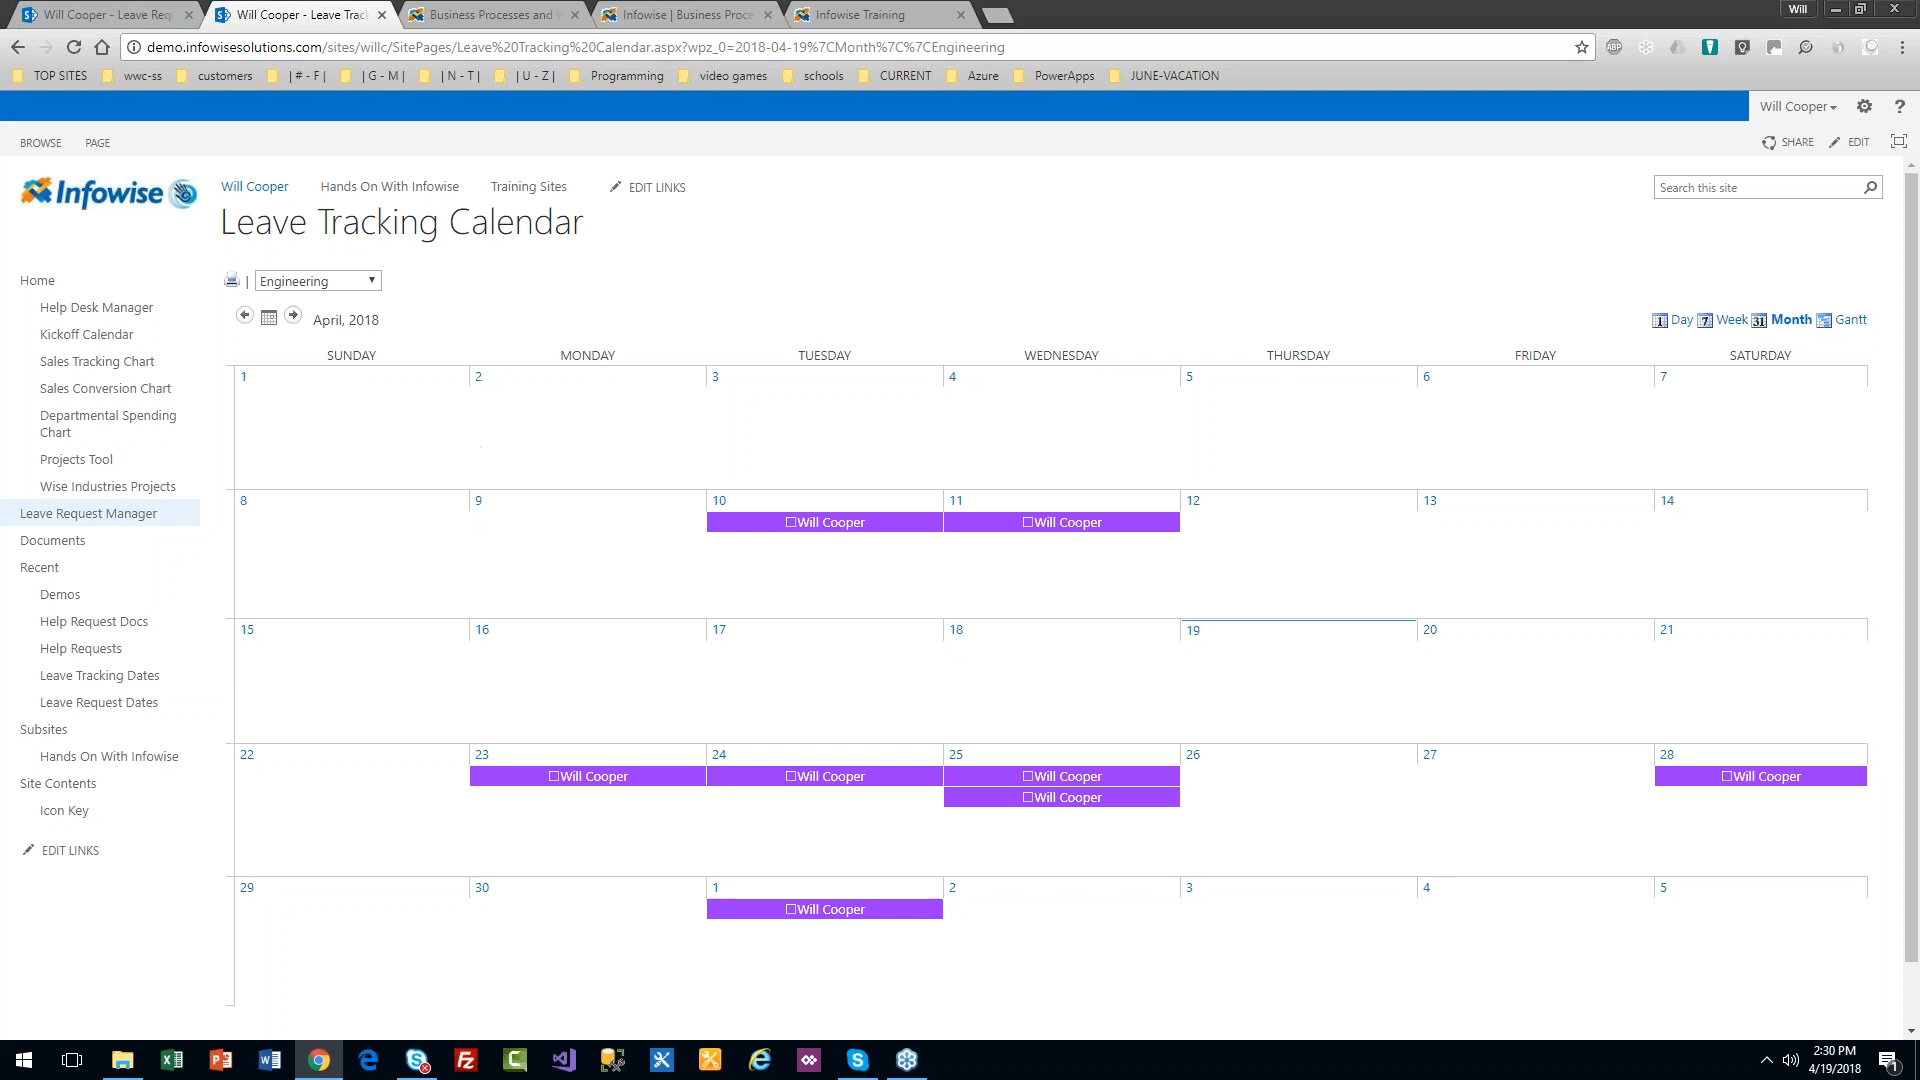 Will Cooper - Leave Req
Will Cooper - Leave Track
Business Processes and W
Infowise | Business Proce
Infowise Training
Will
demo.infowisesolutions.com/sites/willc/SitePages/Leave%20Tracking%20Calendar.aspx?wpz_0=2018-04-19%7CMonth%7C%7CEngineering
ABP
TOP SITES wwc-ss customers | # - F | | G - M | | N - T | | U - Z | Programming video games schools CURRENT Azure PowerApps JUNE-VACATION
Will Cooper ?
BROWSE PAGE
SHARE EDIT
Infowise
Will Cooper Hands On With Infowise Training Sites EDIT LINKS
Search this site
Leave Tracking Calendar
Home
Help Desk Manager
Kickoff Calendar
Sales Tracking Chart
Sales Conversion Chart
Departmental Spending
Chart
Projects Tool
Wise Industries Projects
Leave Request Manager
Documents
Recent
Demos
Help Request Docs
Help Requests
Leave Tracking Dates
Leave Request Dates
Subsites
Hands On With Infowise
Site Contents
Icon Key
EDIT LINKS
| Engineering
April, 2018
1 Day 7 Week 31 Month Gantt
SUNDAY MONDAY TUESDAY WEDNESDAY THURSDAY FRIDAY SATURDAY
1 2 3 4 5 6 7
8 9 10 11 12 13 14
Will Cooper Will Cooper
15 16 17 18 19 20 21
22 23 24 25 26 27 28
Will Cooper Will Cooper Will Cooper Will Cooper
Will Cooper
29 30 1 2 3 4 5
Will Cooper
2:30 PM
4/19/2018
1